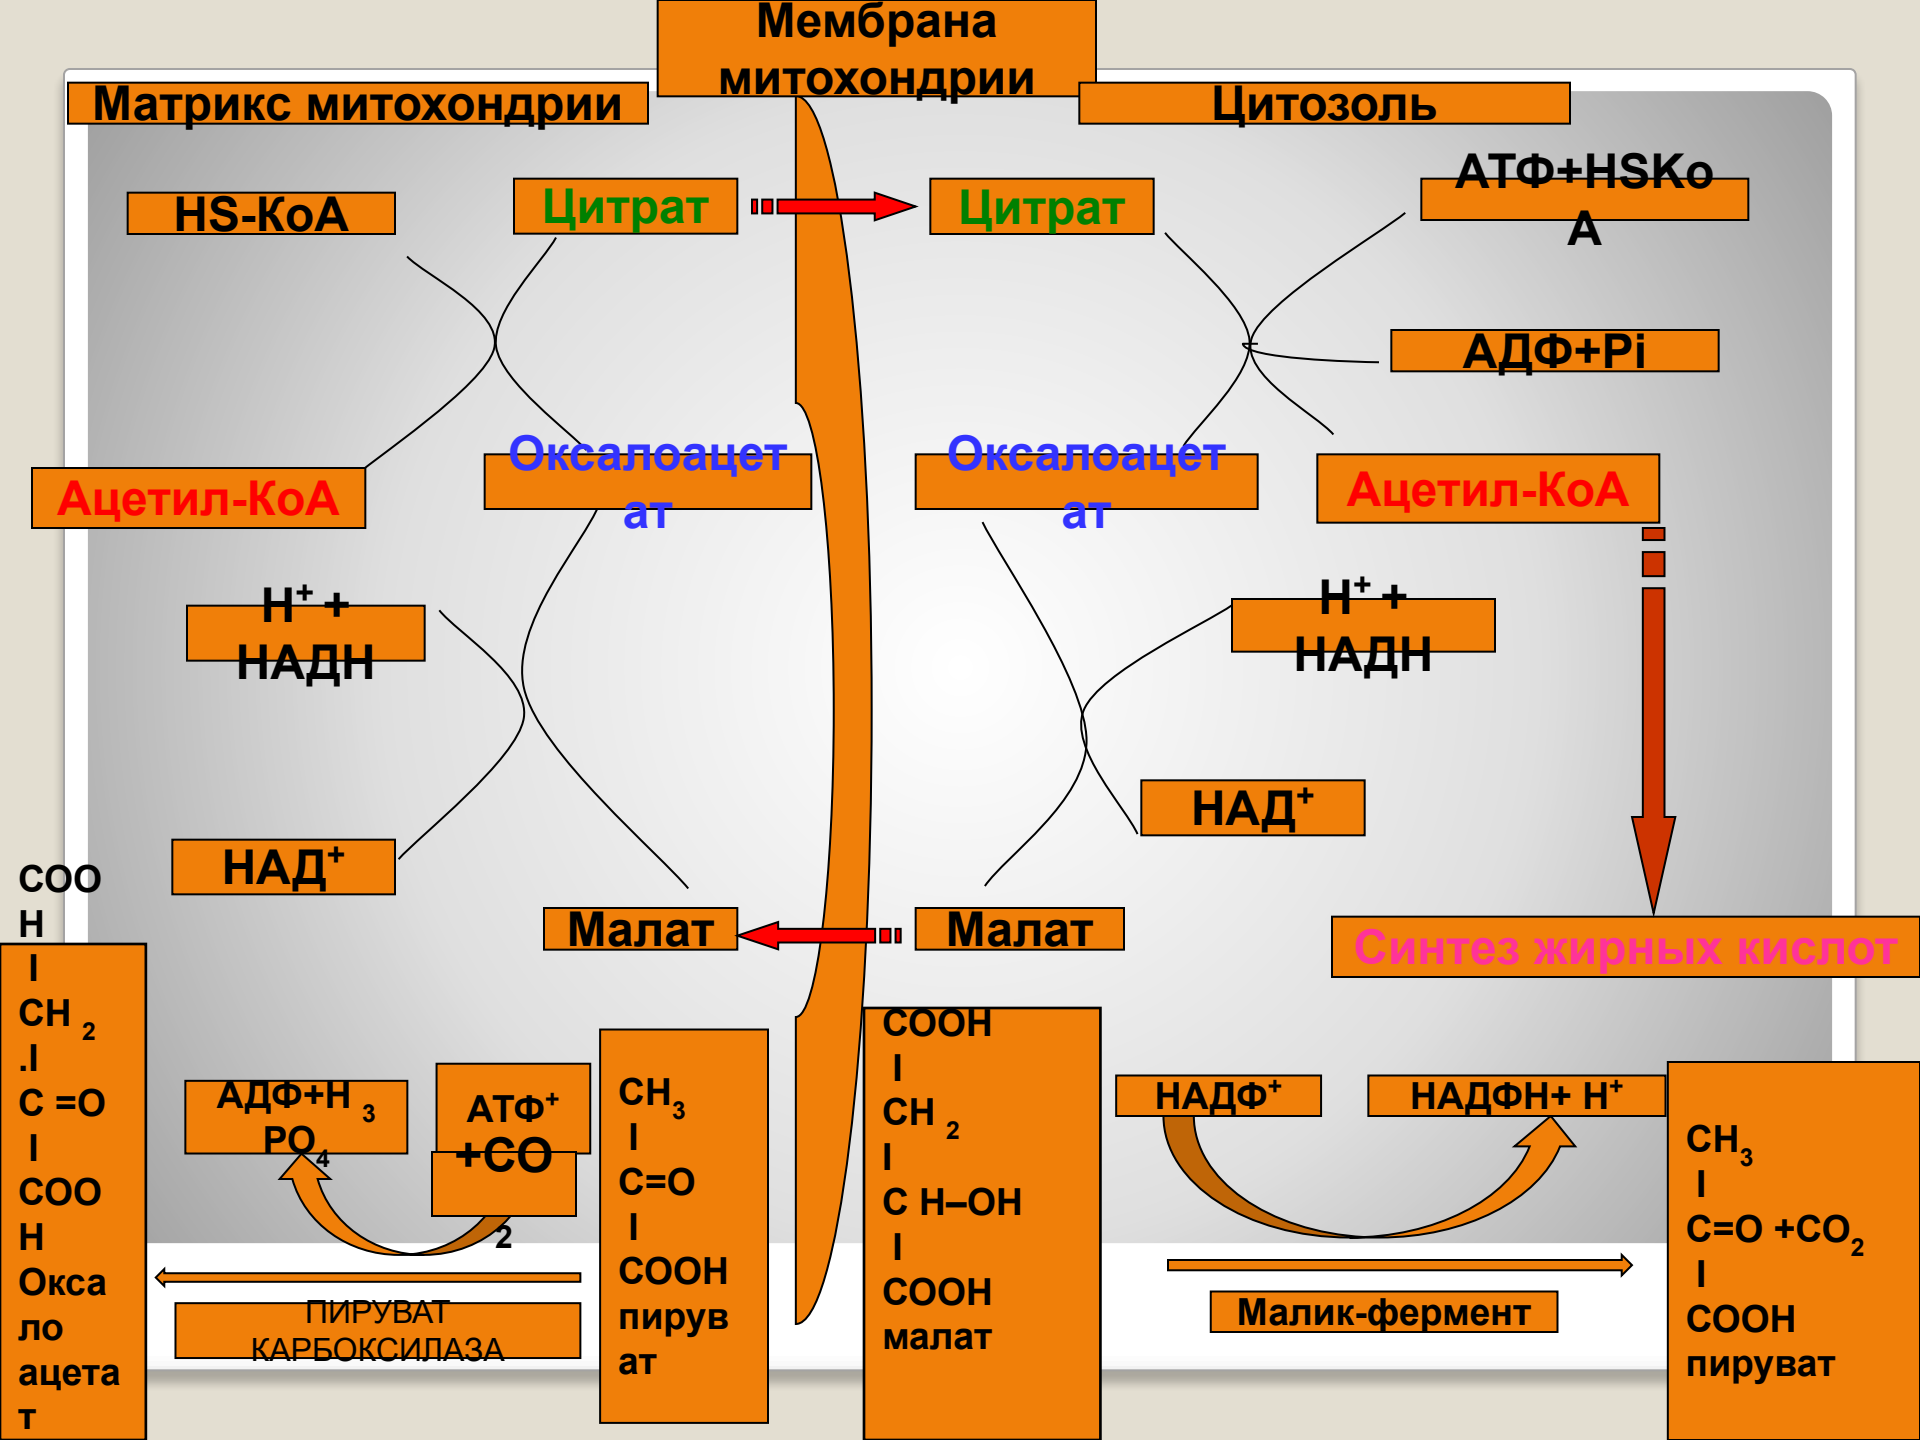 Мембрана
митохондрии
Матрикс митохондрии
Цитозоль
HS-КоА
Цитрат
Цитрат
АТФ+HSKo
A
АДФ+Pi
Ацетил-КоА
Оксалоацет
ат
Оксалоацет
ат
Ацетил-КоА
Н⁺ +
НАДН
Н⁺ +
НАДН
НАД⁺
НАД⁺
Малат
Малат
Синтез жирных кислот
СОО
Н
I
СН ₂
.I
С =О
I
СОО
Н
Окса
ло
ацета
т
АДФ+Н ₃
РО₄
АТФ⁺
+СО
2
ПИРУВАТ
КАРБОКСИЛАЗА
СН₃
I
С=О
I
СООН
пирув
ат
СООН
I
СН ₂
I
С Н–ОН
I
СООН
малат
НАДФ⁺
НАДФН+ Н⁺
Малик-фермент
СН₃
I
С=О +СО₂
I
СООН
пируват